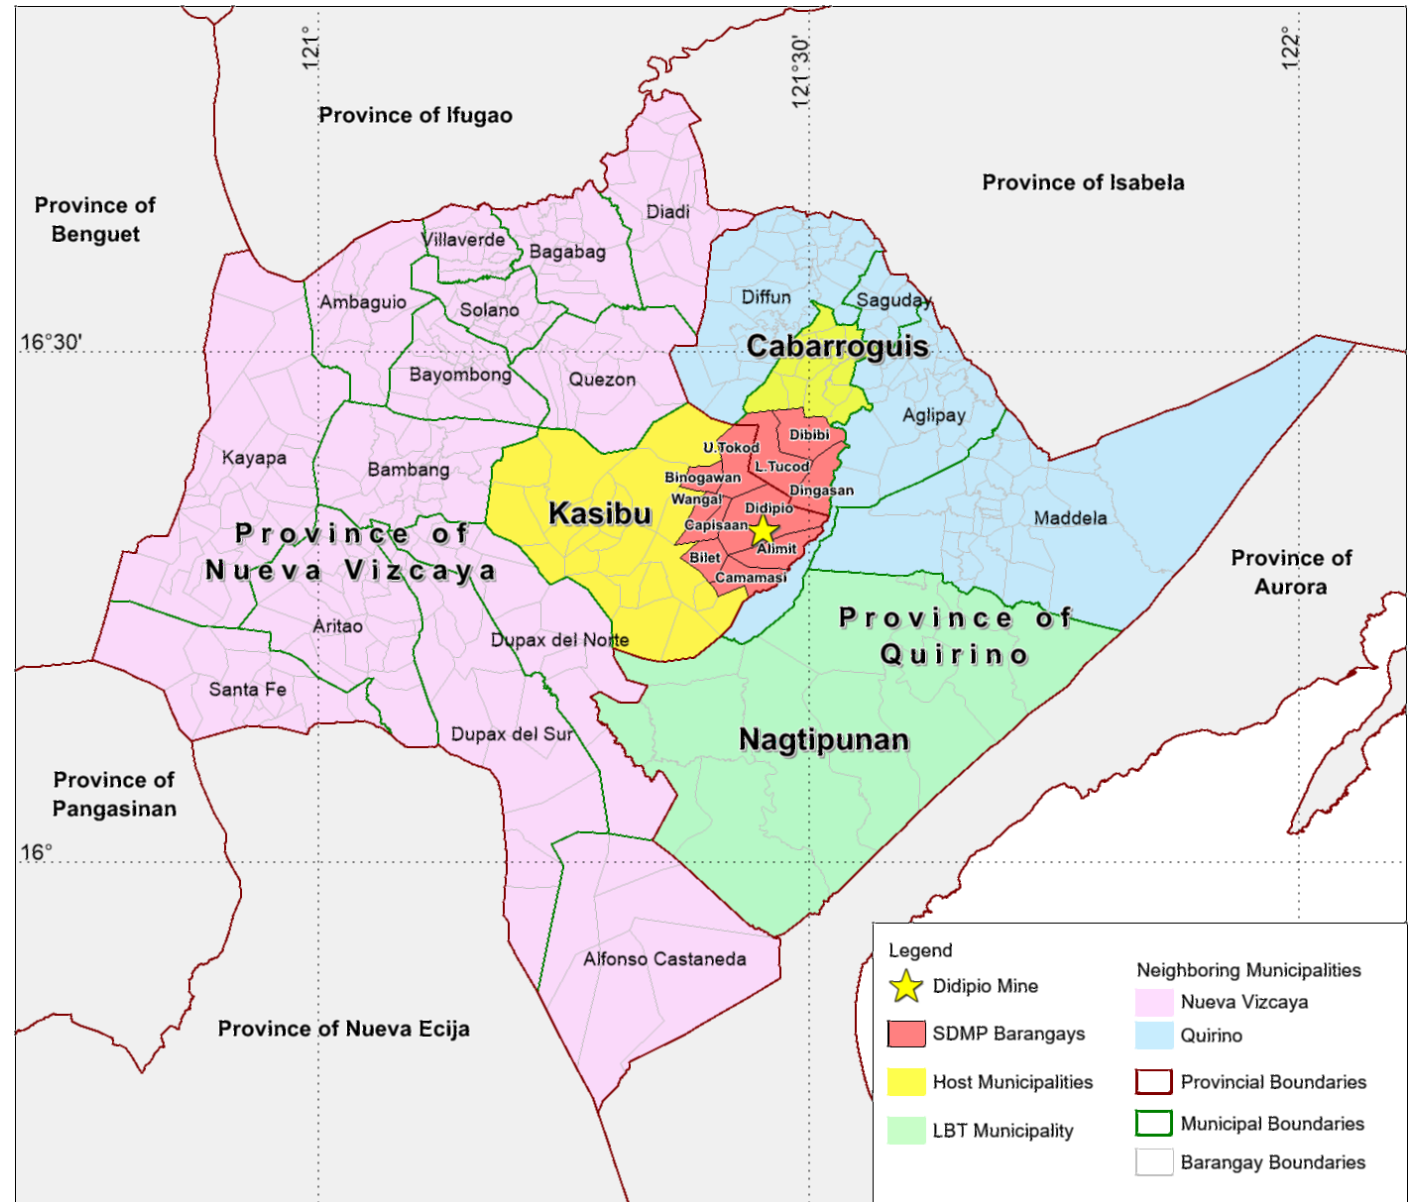 121°
121°30'
122°
Province of Ifugao
Province of Isabela
Province of
Benguet
Diadi
Villaverde
Bagabag
Ambaguio
Solano
Diffun
Saguday
16°30'
Cabarroguis
Bayombong
Quezon
Aglipay
Kayapa
Bambang
U.Tokod
Dibibi
L.Tucod
Binogawan
Dingasan
Wangal
Didipio
Kasibu
Capisaan
Maddela
Alimit
Bilet
Camamasi
Province of
Nueva Vizcaya
Province of
Aurora
Aritao
Dupax del Norte
Province of
Quirino
Santa Fe
Dupax del Sur
Nagtipunan
Province of
Pangasinan
16°
Alfonso Castaneda
Province of Nueva Ecija
Legend
Didipio Mine
SDMP Barangays
Host Municipalities
LBT Municipality
Neighboring Municipalities
Nueva Vizcaya
Quirino
Provincial Boundaries
Municipal Boundaries
Barangay Boundaries